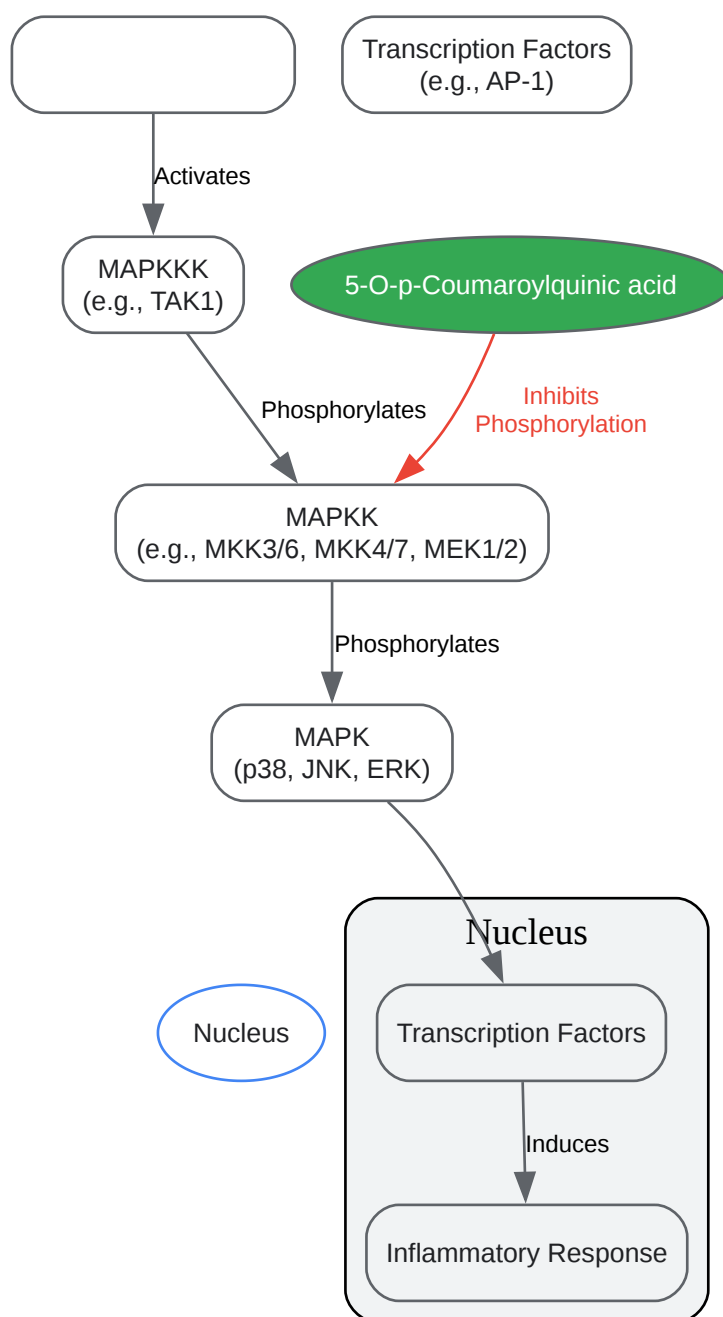 Transcription Factors
(e.g., AP-1)
Activates
MAPKKK
(e.g., TAK1)
5-O-p-Coumaroylquinic acid
Phosphorylates
Inhibits
Phosphorylation
MAPKK
(e.g., MKK3/6, MKK4/7, MEK1/2)
Phosphorylates
MAPK
(p38, JNK, ERK)
Nucleus
Nucleus
Transcription Factors
Induces
Inflammatory Response